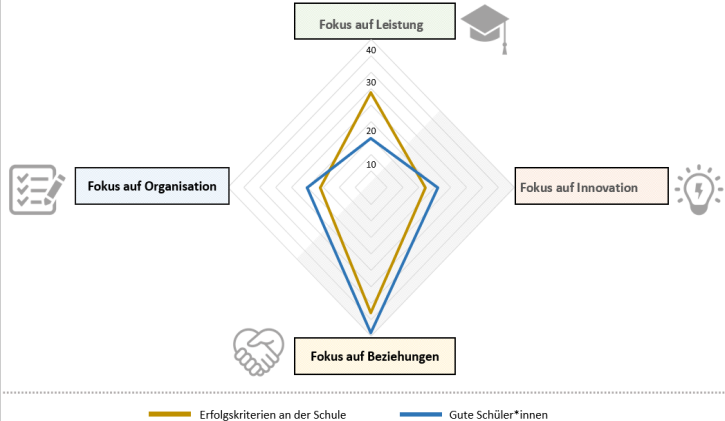 Fokus auf Leistung
40
30
20
10
Fokus auf Organisation
Fokus auf Innovation
Fokus auf Beziehungen
Erfolgskriterien an der Schule
Gute Schüler*innen